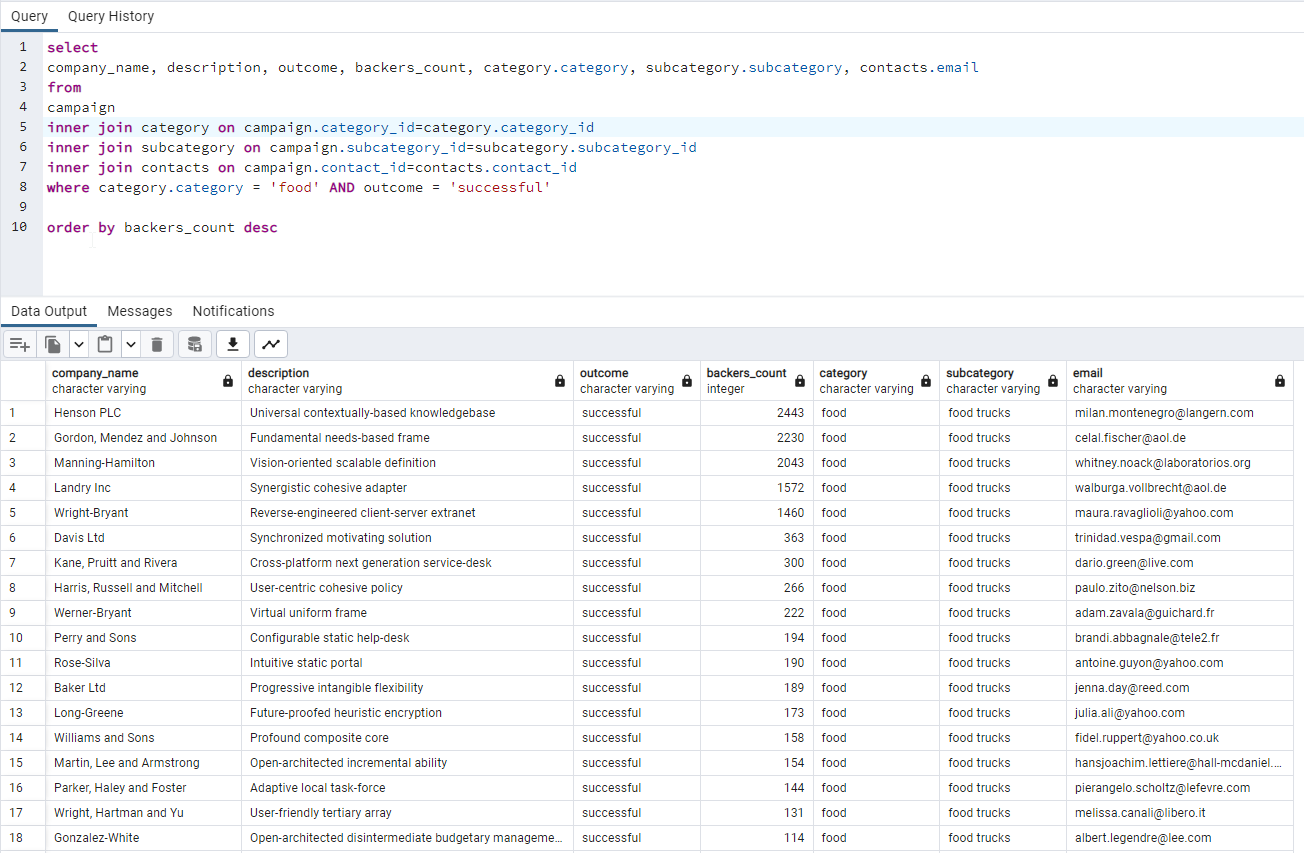 Query Query History
1 select
2 company_name, description, outcome, backers_count, category.category, subcategory.subcategory, contacts.email
3 from
4 campaign
5 inner join category on campaign.category_id=category.category_id
6 inner join subcategory on campaign.subcategory_id=subcategory.subcategory_id
7 inner join contacts on campaign.contact_id=contacts.contact_id
8 where category.category = 'food' AND outcome = 'successful'
9
10 order by backers_count desc
Data Output Messages Notifications
company_name description outcome backers_count category subcategory email
character varying character varying character varying integer character varying character varying character varying
1 Henson PLC Universal contextually-based knowledgebase successful 2443 food food trucks milan.montenegro@langern.com
2 Gordon, Mendez and Johnson Fundamental needs-based frame successful 2230 food food trucks celal.fischer@aol.de
3 Manning-Hamilton Vision-oriented scalable definition successful 2043 food food trucks whitney.noack@laboratorios.org
4 Landry Inc Synergistic cohesive adapter successful 1572 food food trucks walburga.vollbrecht@aol.de
5 Wright-Bryant Reverse-engineered client-server extranet successful 1460 food food trucks maura.ravaglioli@yahoo.com
6 Davis Ltd Synchronized motivating solution successful 363 food food trucks trinidad.vespa@gmail.com
7 Kane, Pruitt and Rivera Cross-platform next generation service-desk successful 300 food food trucks dario.green@live.com
8 Harris, Russell and Mitchell User-centric cohesive policy successful 266 food food trucks paulo.zito@nelson.biz
9 Werner-Bryant Virtual uniform frame successful 222 food food trucks adam.zavala@guichard.fr
10 Perry and Sons Configurable static help-desk successful 194 food food trucks brandi.abbagnale@tele2.fr
11 Rose-Silva Intuitive static portal successful 190 food food trucks antoine.guyon@yahoo.com
12 Baker Ltd Progressive intangible flexibility successful 189 food food trucks jenna.day@reed.com
13 Long-Greene Future-proofed heuristic encryption successful 173 food food trucks julia.ali@yahoo.com
14 Williams and Sons Profound composite core successful 158 food food trucks fidel.ruppert@yahoo.co.uk
15 Martin, Lee and Armstrong Open-architected incremental ability successful 154 food food trucks hansjoachim.lettiere@hall-mcdaniel....
16 Parker, Haley and Foster Adaptive local task-force successful 144 food food trucks pierangelo.scholtz@lefevre.com
17 Wright, Hartman and Yu User-friendly tertiary array successful 131 food food trucks melissa.canali@libero.it
18 Gonzalez-White Open-architected disintermediate budgetary manageme... successful 114 food food trucks albert.legendre@lee.com